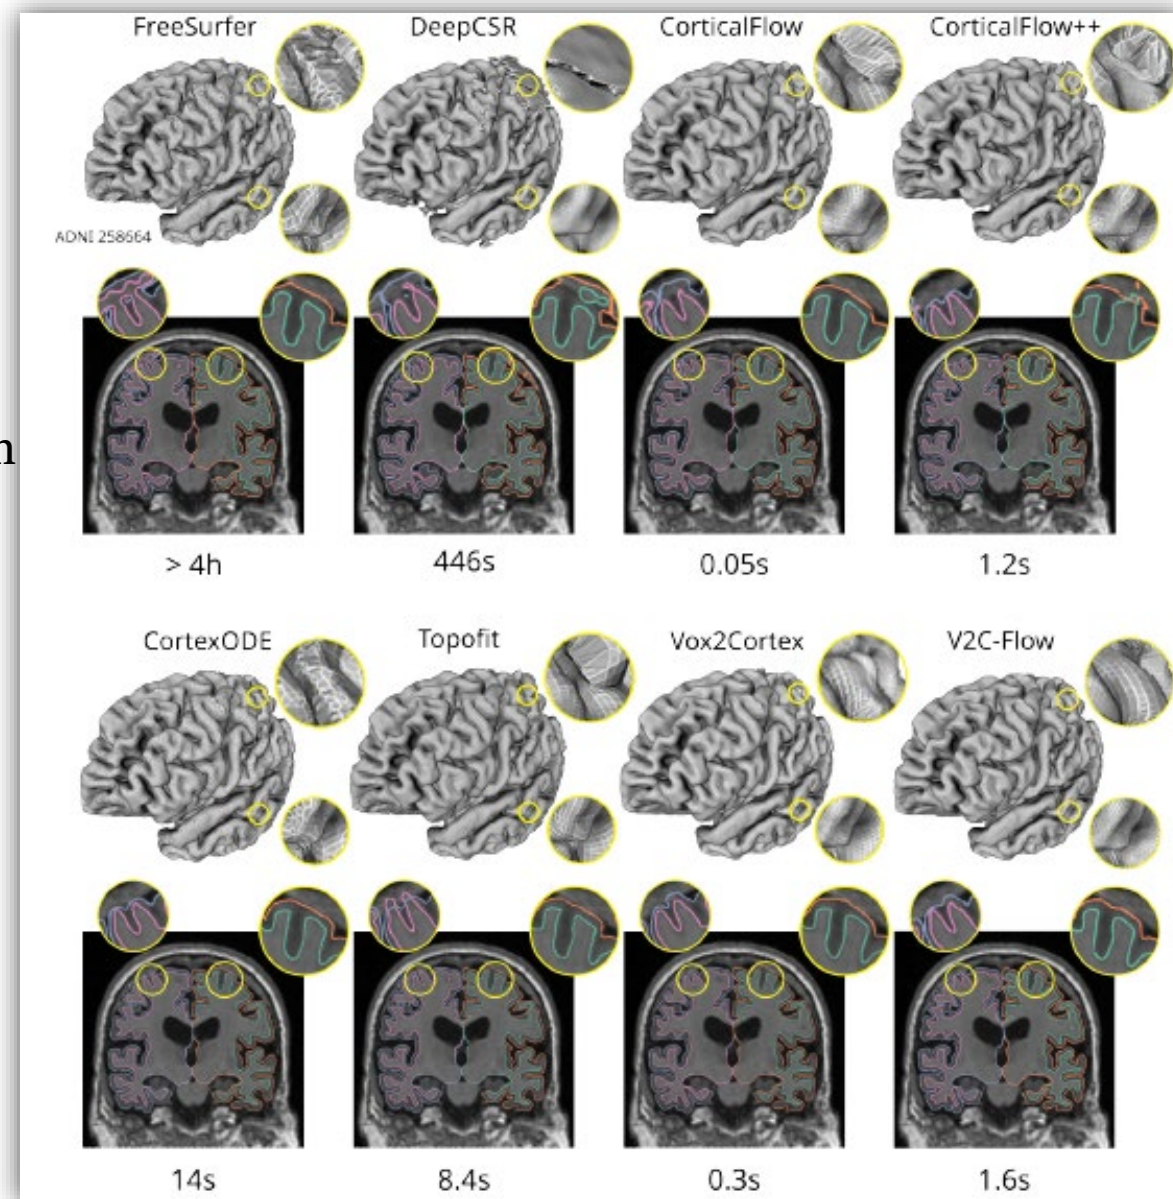 FreeSurfer DeepCSR CorticalFlow CorticalFlow++
ADNI 258664
n
> 4h 446s 0.05s 1.2s
CortexODE Topofit Vox2Cortex V2C-Flow
14s 8.4s 0.3s 1.6s